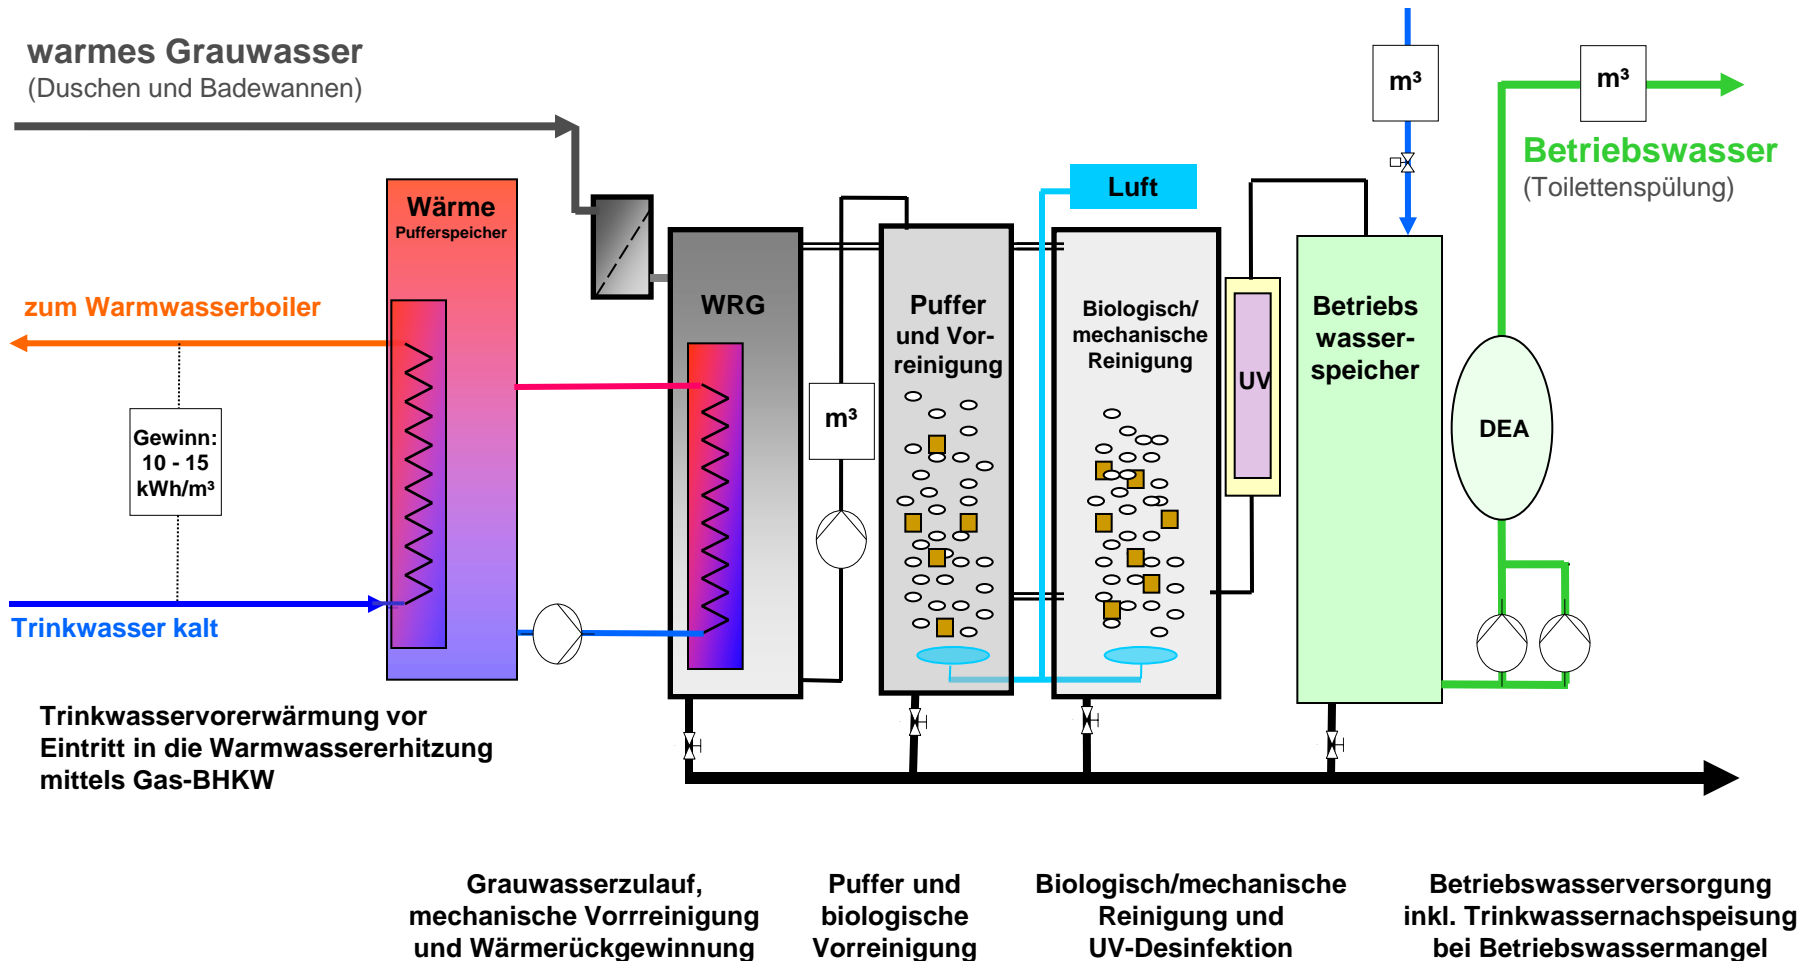 warmes Grauwasser
(Duschen und Badewannen)
m³
m³
Betriebswasser
(Toilettenspülung)
Luft
Wärme
Pufferspeicher
zum Warmwasserboiler
WRG
Puffer
und Vor-
reinigung
Biologisch/
mechanische
Reinigung
UV
Betriebs
wasser-
speicher
m³
DEA
Gewinn:
10 - 15
kWh/m³
Trinkwasser kalt
Trinkwasservorerwärmung vor
Eintritt in die Warmwassererhitzung
mittels Gas-BHKW
Grauwasserzulauf,
mechanische Vorrreinigung
und Wärmerückgewinnung
Puffer und
biologische
Vorreinigung
Biologisch/mechanische
Reinigung und
UV-Desinfektion
Betriebswasserversorgung
inkl. Trinkwassernachspeisung
bei Betriebswassermangel